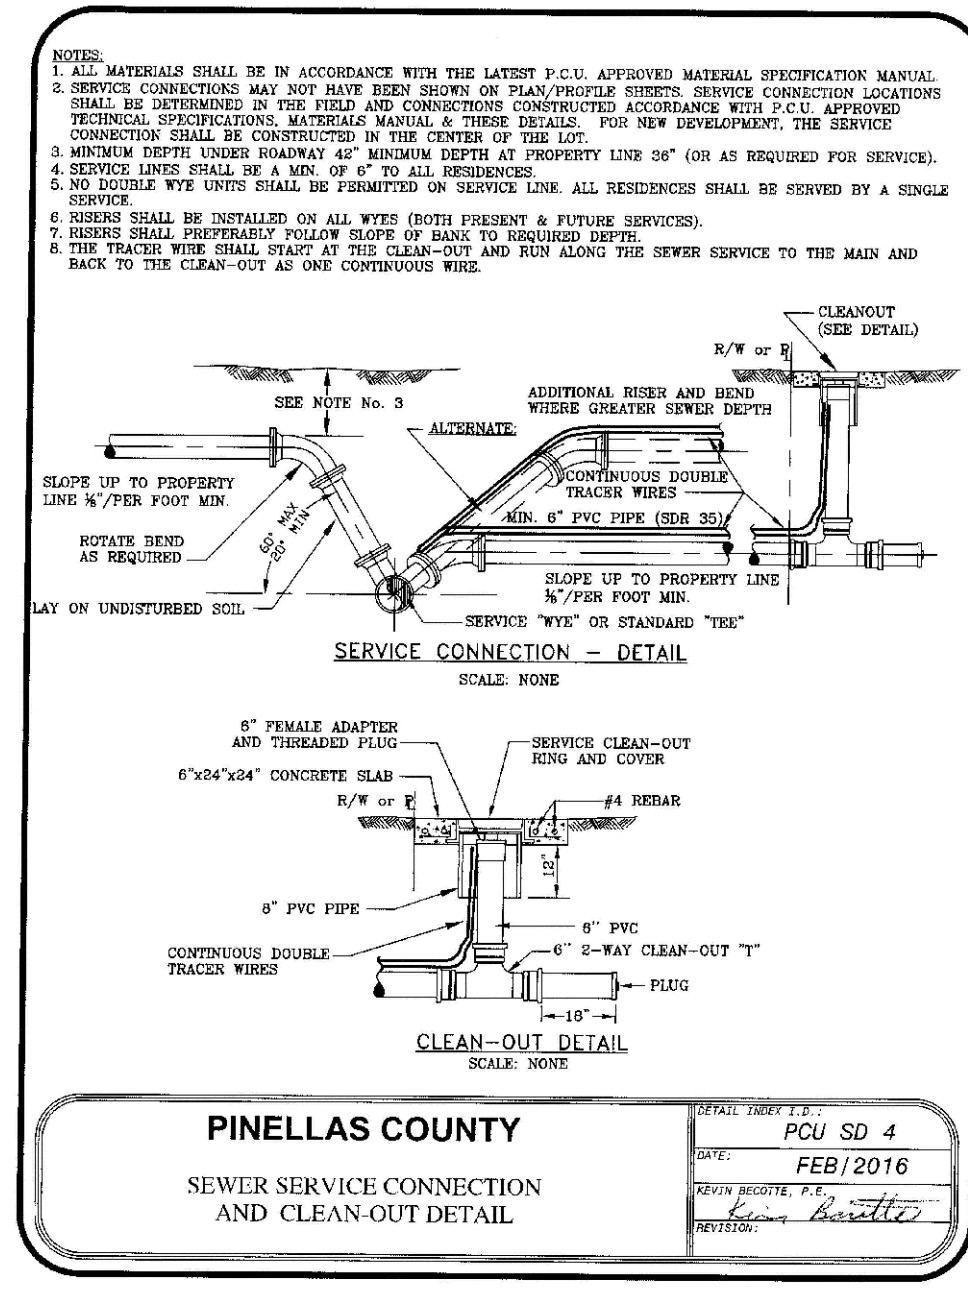 NOTES:
1. ALL MATERIALS SHALL BE IN ACCORDANCE WITH THE LATEST P.C.U. APPROVED MATERIAL SPECIFICATION MANUAL.
2. SERVICE CONNECTIONS MAY NOT HAVE BEEN SHOWN ON PLAN/PROFILE SHEETS. SERVICE CONNECTION LOCATIONS
SHALL BE DETERMINED IN THE FIELD AND CONNECTIONS CONSTRUCTED ACCORDANCE WITH P.C.U. APPROVED
TECHNICAL SPECIFICATIONS, MATERIALS MANUAL & THESE DETAILS. FOR NEW DEVELOPMENT, THE SERVICE
CONNECTION SHALL BE CONSTRUCTED IN THE CENTER OF THE LOT.
3. MINIMUM DEPTH UNDER ROADWAY 42" MINIMUM DEPTH AT PROPERTY LINE 36" (OR AS REQUIRED FOR SERVICE).
4. SERVICE LINES SHALL BE A MIN. OF 6" TO ALL RESIDENCES.
5. NO DOUBLE WYE UNITS SHALL BE PERMITTED ON SERVICE LINE. ALL RESIDENCES SHALL BE SERVED BY A SINGLE
SERVICE.
6. RISERS SHALL BE INSTALLED ON ALL WYES (BOTH PRESENT & FUTURE SERVICES).
7. RISERS SHALL PREFERABLY FOLLOW SLOPE OF BANK TO REQUIRED DEPTH.
8. THE TRACER WIRE SHALL START AT THE CLEAN-OUT AND RUN ALONG THE SEWER SERVICE TO THE MAIN AND
BACK TO THE CLEAN-OUT AS ONE CONTINUOUS WIRE.
CLEANOUT
(SEE DETAIL)
R/W or P
L
SEE NOTE No. 3
ADDITIONAL RISER AND BEND
WHERE GREATER SEWER DEPTH
ALTERNATE:
SLOPE UP TO PROPERTY
LINE ⅛"/PER FOOT MIN.
CONTINUOUS DOUBLE
TRACER WIRES
MIN. 6" PVC PIPE (SDR 35)
60° MAX
20° MIN
ROTATE BEND
AS REQUIRED
SLOPE UP TO PROPERTY LINE
⅛"/PER FOOT MIN.
LAY ON UNDISTURBED SOIL
SERVICE "WYE" OR STANDARD "TEE"
SERVICE CONNECTION - DETAIL
SCALE: NONE
6" FEMALE ADAPTER
AND THREADED PLUG
SERVICE CLEAN-OUT
RING AND COVER
6"x24"x24" CONCRETE SLAB
R/W or P
L
#4 REBAR
12"
8" PVC PIPE
6" PVC
CONTINUOUS DOUBLE
TRACER WIRES
6" 2-WAY CLEAN-OUT "T"
PLUG
18"
CLEAN-OUT DETAIL
SCALE: NONE
PINELLAS COUNTY
SEWER SERVICE CONNECTION
AND CLEAN-OUT DETAIL
DETAIL INDEX I.D.:
PCU SD 4
DATE:
FEB/2016
KEVIN BECOTTE, P.E.
REVISION: